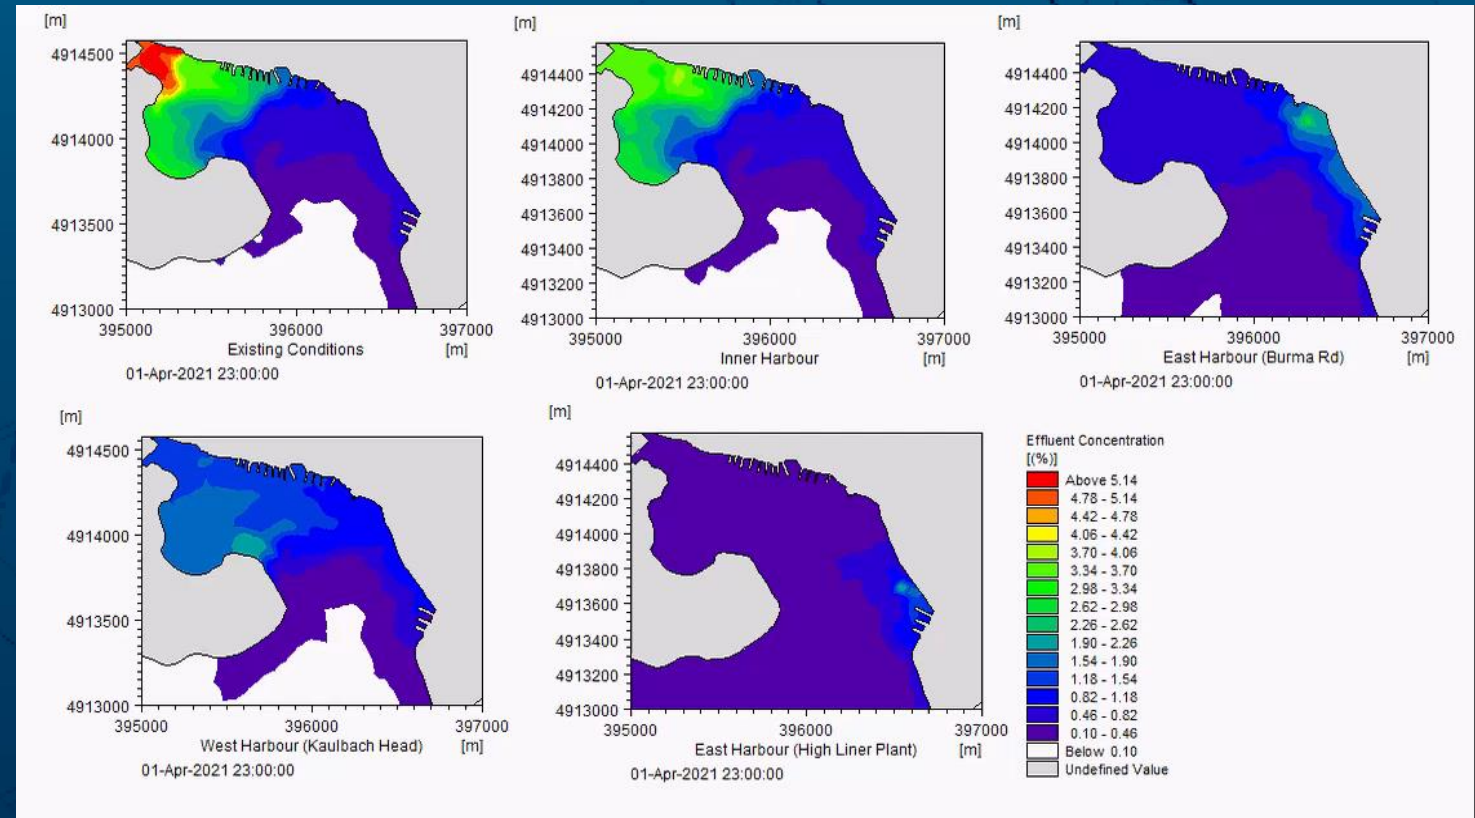 [m]
4914500
4914000
4913500
4913000
395000 396000 397000
Existing Conditions [m]
01-Apr-2021 23:00:00
[m]
4914400
4914200
4914000
4913800
4913600
4913400
4913200
4913000
395000 396000 397000
Inner Harbour [m]
01-Apr-2021 23:00:00
[m]
4914400
4914200
4914000
4913800
4913600
4913400
4913200
4913000
395000 396000 397000
East Harbour (Burma Rd) [m]
01-Apr-2021 23:00:00
[m]
4914500
4914000
4913500
4913000
395000 396000 397000
West Harbour (Kaulbach Head) [m]
01-Apr-2021 23:00:00
[m]
4914400
4914200
4914000
4913800
4913600
4913400
4913200
4913000
395000 396000 397000
East Harbour (High Liner Plant) [m]
01-Apr-2021 23:00:00
Effluent Concentration
[(%)]
Above 5.14
4.78 - 5.14
4.42 - 4.78
4.06 - 4.42
3.70 - 4.06
3.34 - 3.70
2.98 - 3.34
2.62 - 2.98
2.26 - 2.62
1.90 - 2.26
1.54 - 1.90
1.18 - 1.54
0.82 - 1.18
0.46 - 0.82
0.10 - 0.46
Below 0.10
Undefined Value